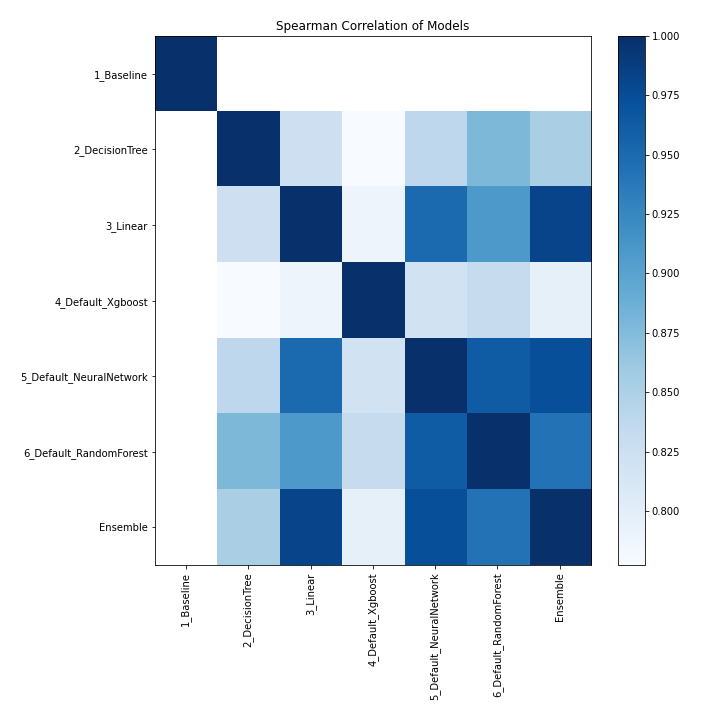 Spearman Correlation of Models
1_Baseline
2_DecisionTree
3_Linear
4_Default_Xgboost
5_Default_NeuralNetwork
6_Default_RandomForest
Ensemble
1_Baseline
2_DecisionTree
3_Linear
4_Default_Xgboost
5_Default_NeuralNetwork
6_Default_RandomForest
Ensemble
1.000
0.975
0.950
0.925
0.900
0.875
0.850
0.825
0.800